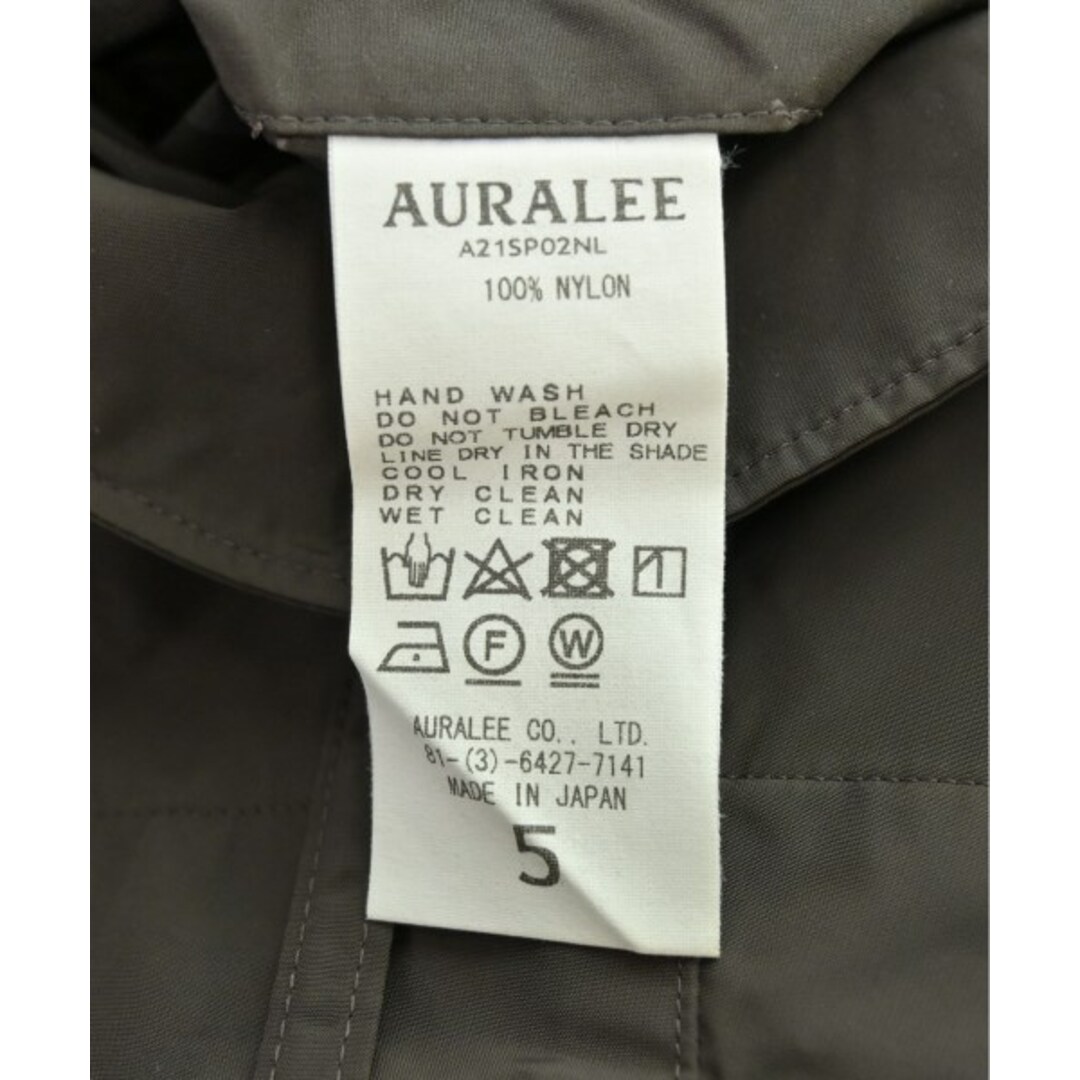 AURALEE
A21SP02NL
100% NYLON
HAND WASH
DO NOT BLEACH
DO NOT TUMBLE DRY
LINE DRY IN THE SHADE
COOL IRON
DRY CLEAN
WET CLEAN
F W
AURALEE CO., LTD.
81-(3)-6427-7141
MADE IN JAPAN
5